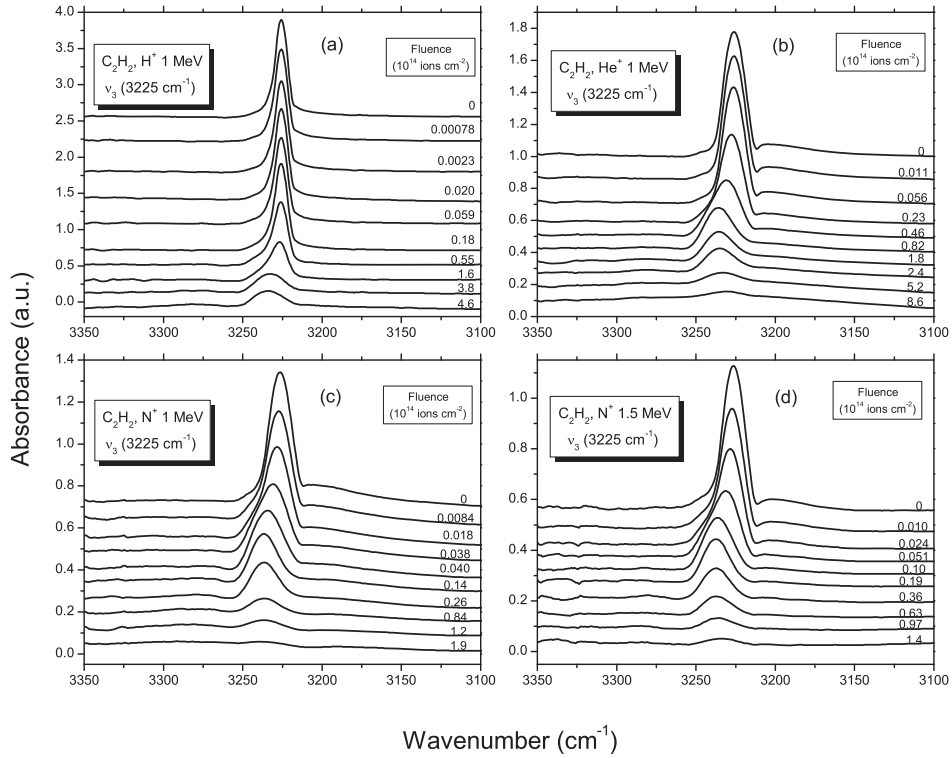 Absorbance (a.u.)
4.0
3.5
3.0
2.5
2.0
1.5
1.0
0.5
0.0
C₂H₂, H⁺ 1 MeV
ν₃ (3225 cm⁻¹)
(a)
Fluence
(10¹⁴ ions cm⁻²)
0
0.00078
0.0023
0.020
0.059
0.18
0.55
1.6
3.8
4.6
3350 3300 3250 3200 3150 3100
1.8
1.6
1.4
1.2
1.0
0.8
0.6
0.4
0.2
0.0
C₂H₂, He⁺ 1 MeV
ν₃ (3225 cm⁻¹)
(b)
Fluence
(10¹⁴ ions cm⁻²)
0
0.011
0.056
0.23
0.46
0.82
1.8
2.4
5.2
8.6
3350 3300 3250 3200 3150 3100
1.4
1.2
1.0
0.8
0.6
0.4
0.2
0.0
C₂H₂, N⁺ 1 MeV
ν₃ (3225 cm⁻¹)
(c)
Fluence
(10¹⁴ ions cm⁻²)
0
0.0084
0.018
0.038
0.040
0.14
0.26
0.84
1.2
1.9
3350 3300 3250 3200 3150 3100
1.0
0.8
0.6
0.4
0.2
0.0
C₂H₂, N⁺ 1.5 MeV
ν₃ (3225 cm⁻¹)
(d)
Fluence
(10¹⁴ ions cm⁻²)
0
0.010
0.024
0.051
0.10
0.19
0.36
0.63
0.97
1.4
3350 3300 3250 3200 3150 3100
Wavenumber (cm⁻¹)